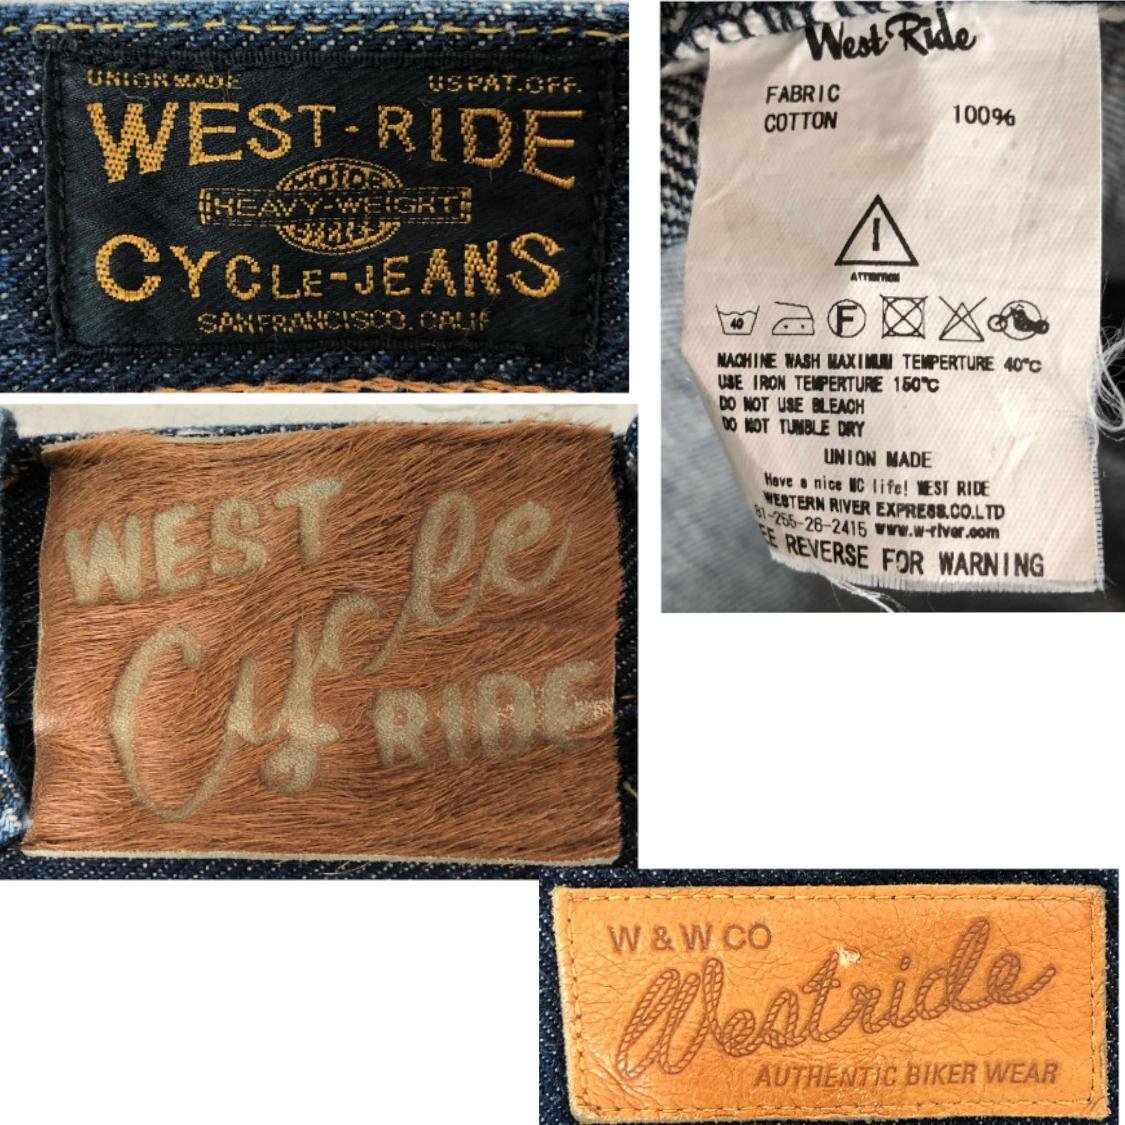 UNION MADE US PAT. OFF.
WEST-RIDE
MOTOR
HEAVY-WEIGHT
CYCLE-JEANS
SANFRANCISCO. CALIF
West Ride
FABRIC
COTTON 100%
ATTENTION
40 F
MACHINE WASH MAXIMUM TEMPERTURE 40°C
USE IRON TEMPERTURE 150°C
DO NOT USE BLEACH
DO NOT TUMBLE DRY
UNION MADE
Have a nice MC life! WEST RIDE
WESTERN RIVER EXPRESS.CO.LTD
81-255-26-2415 www.w-river.com
EE REVERSE FOR WARNING
WEST
Cycle
RIDE
W & W CO
Westride
AUTHENTIC BIKER WEAR